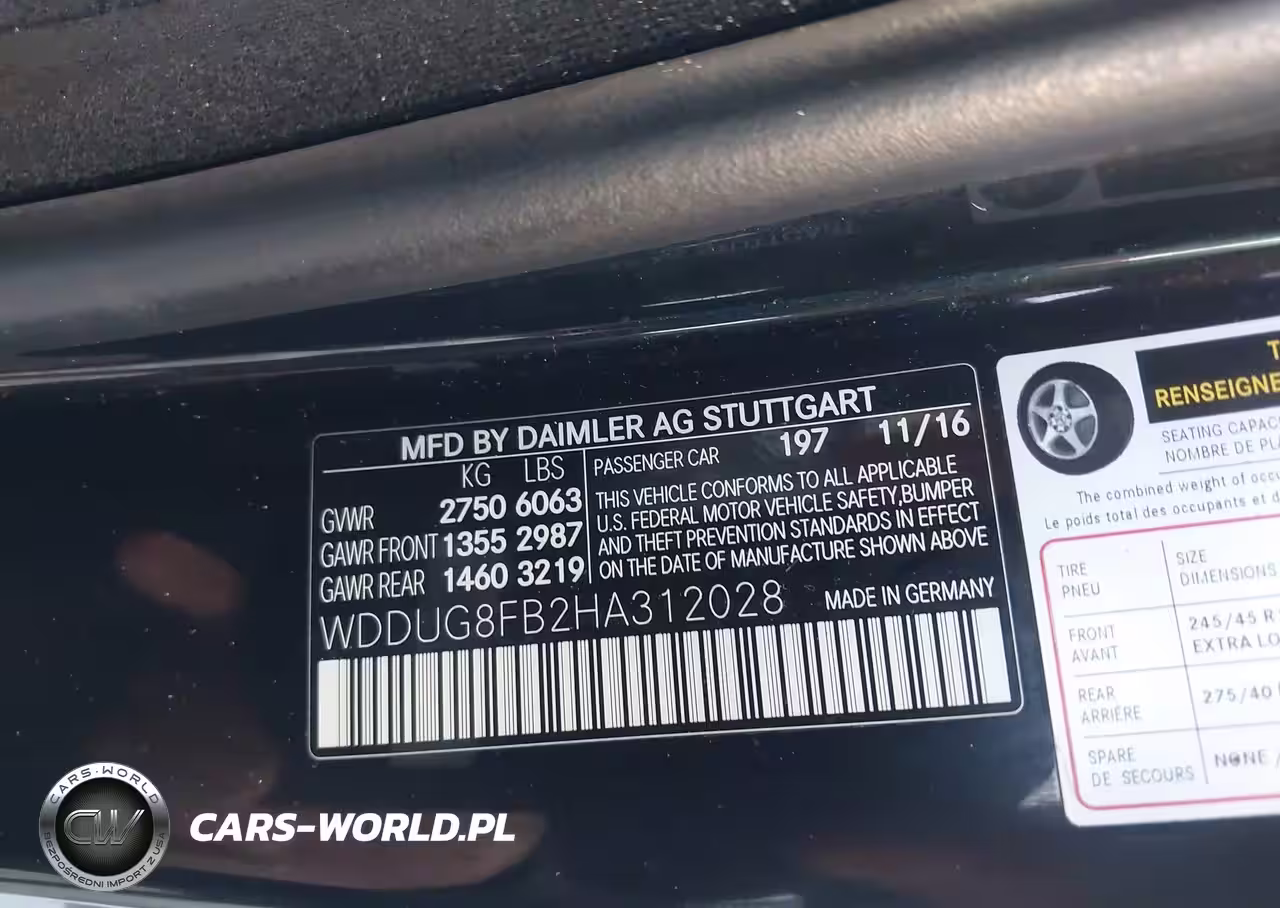 MFD BY DAIMLER AG STUTTGART
KG LBS
GVWR 2750 6063
GAWR FRONT 1355 2987
GAWR REAR 1460 3219
PASSENGER CAR 197 11/16
THIS VEHICLE CONFORMS TO ALL APPLICABLE
U.S. FEDERAL MOTOR VEHICLE SAFETY,BUMPER
AND THEFT PREVENTION STANDARDS IN EFFECT
ON THE DATE OF MANUFACTURE SHOWN ABOVE
WDDUG8FB2HA312028 MADE IN GERMANY
SEATING
NOMBRE DE
The combined weight of
Le poids total des occupants et
TIRE
PNEU
SIZE
DIMENSIONS
FRONT
AVANT
245/45 R
EXTRA
REAR
ARRIÈRE
275/40
SPARE
DE SECOURS
NONE /
CARS-WORLD
CW
BEZPOŚREDNI IMPORT Z USA
CARS-WORLD.PL